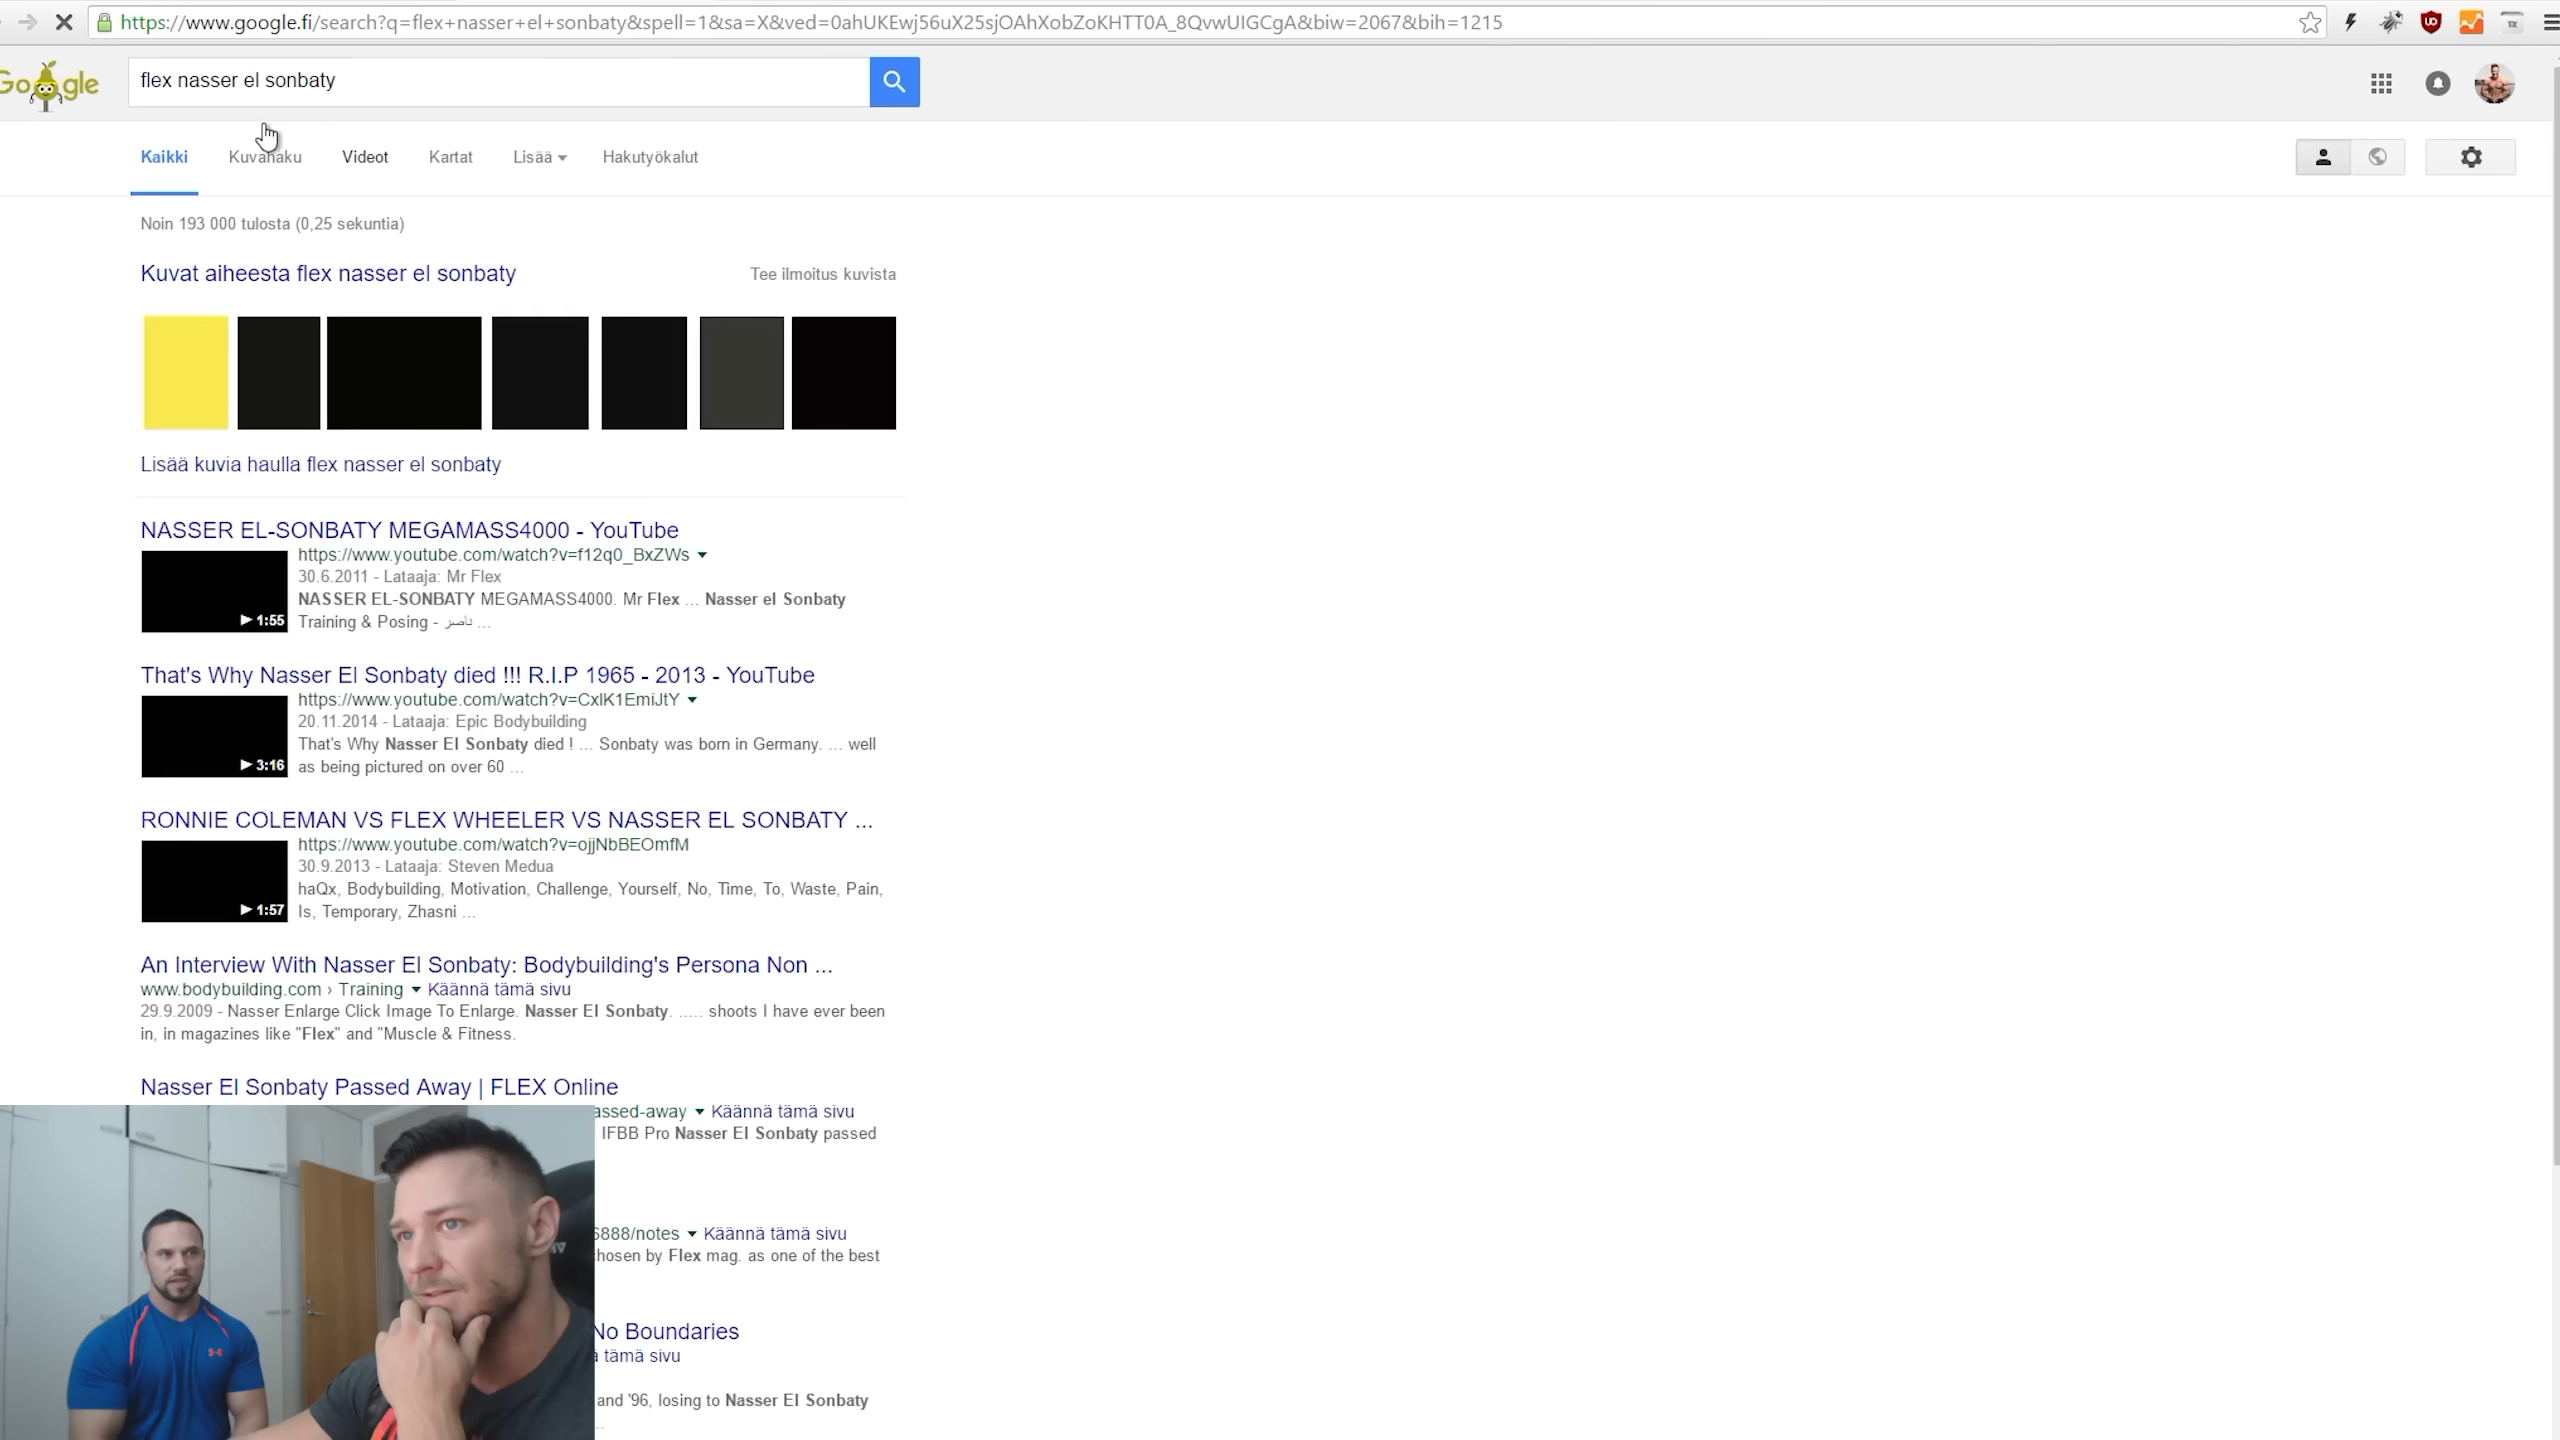 https://www.google.fi/search?q=flex+nasser+el+sonbaty&spell=1&sa=X&ved=0ahUKEwj56uX25sjOAhXobZoKHTT0A_8QvwUIGCgA&biw=2067&bih=1215
Google
flex nasser el sonbaty
Kaikki Kuvahaku Videot Kartat Lisää Hakutyökalut
Noin 193 000 tulosta (0,25 sekuntia)
Kuvat aiheesta flex nasser el sonbaty Tee ilmoitus kuvista
Lisää kuvia haulla flex nasser el sonbaty
NASSER EL-SONBATY MEGAMASS4000 - YouTube
https://www.youtube.com/watch?v=f12q0_BxZWs
30.6.2011 - Lataaja: Mr Flex
NASSER EL-SONBATY MEGAMASS4000. Mr Flex ... Nasser el Sonbaty
1:55 Training & Posing - ناصر ...
That's Why Nasser El Sonbaty died !!! R.I.P 1965 - 2013 - YouTube
https://www.youtube.com/watch?v=CxlK1EmiJtY
20.11.2014 - Lataaja: Epic Bodybuilding
That's Why Nasser El Sonbaty died ! ... Sonbaty was born in Germany. ... well
3:16 as being pictured on over 60 ...
RONNIE COLEMAN VS FLEX WHEELER VS NASSER EL SONBATY ...
https://www.youtube.com/watch?v=ojjNbBEOmfM
30.9.2013 - Lataaja: Steven Medua
haQx, Bodybuilding, Motivation, Challenge, Yourself, No, Time, To, Waste, Pain,
1:57 Is, Temporary, Zhasni ...
An Interview With Nasser El Sonbaty: Bodybuilding's Persona Non ...
www.bodybuilding.com › Training Käännä tämä sivu
29.9.2009 - Nasser Enlarge Click Image To Enlarge. Nasser El Sonbaty. ..... shoots I have ever been
in, in magazines like "Flex" and "Muscle & Fitness.
Nasser El Sonbaty Passed Away | FLEX Online
assed-away Käännä tämä sivu
IFBB Pro Nasser El Sonbaty passed
6888/notes Käännä tämä sivu
chosen by Flex mag. as one of the best
No Boundaries
ä tämä sivu
and '96, losing to Nasser El Sonbaty